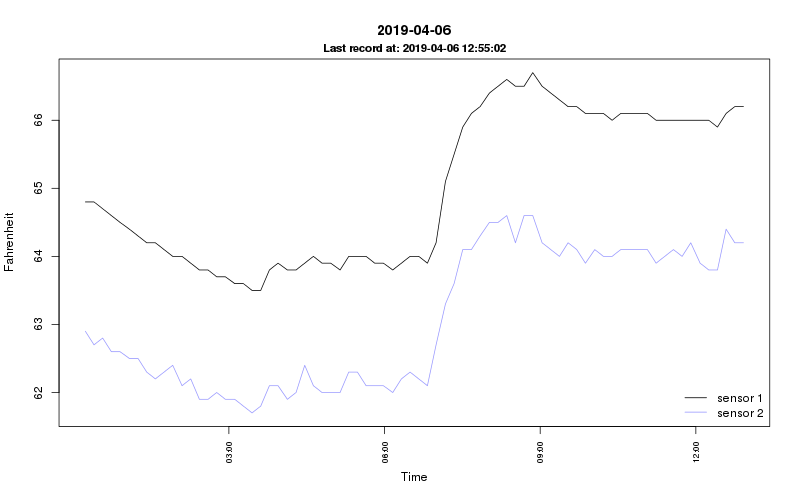 2019-04-06
Last record at: 2019-04-06 12:55:02
Fahrenheit
66
65
64
63
62
sensor 1
sensor 2
03:00
06:00
09:00
12:00
Time